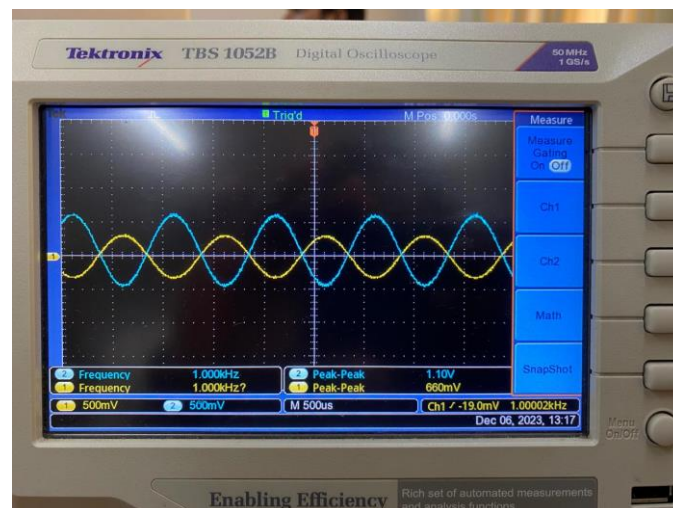 Tektronix TBS 1052B Digital Oscilloscope 50 MHz
1 GS/s
Trig'd M Pos: 0.000s Measure
Measure
Gating
On Off
Ch1
1
Ch2
Math
SnapShot
2 Frequency 1.000kHz 2 Peak-Peak 1.10V
1 Frequency 1.000kHz? 1 Peak-Peak 660mV
1 500mV 2 500mV M 500us Ch1 -19.0mV 1.00002kHz
Dec 06, 2023, 13:17
Menu
On/Off
Enabling Efficiency
Rich set of automated measurements
and analysis functions